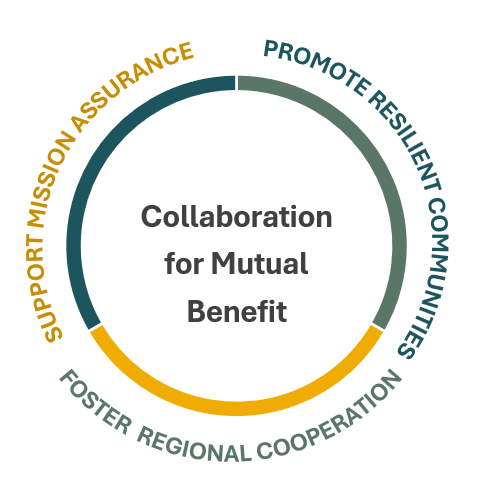 SUPPORT MISSION ASSURANCE
PROMOTE RESILIENT COMMUNITIES
Collaboration
for Mutual
Benefit
FOSTER REGIONAL COOPERATION